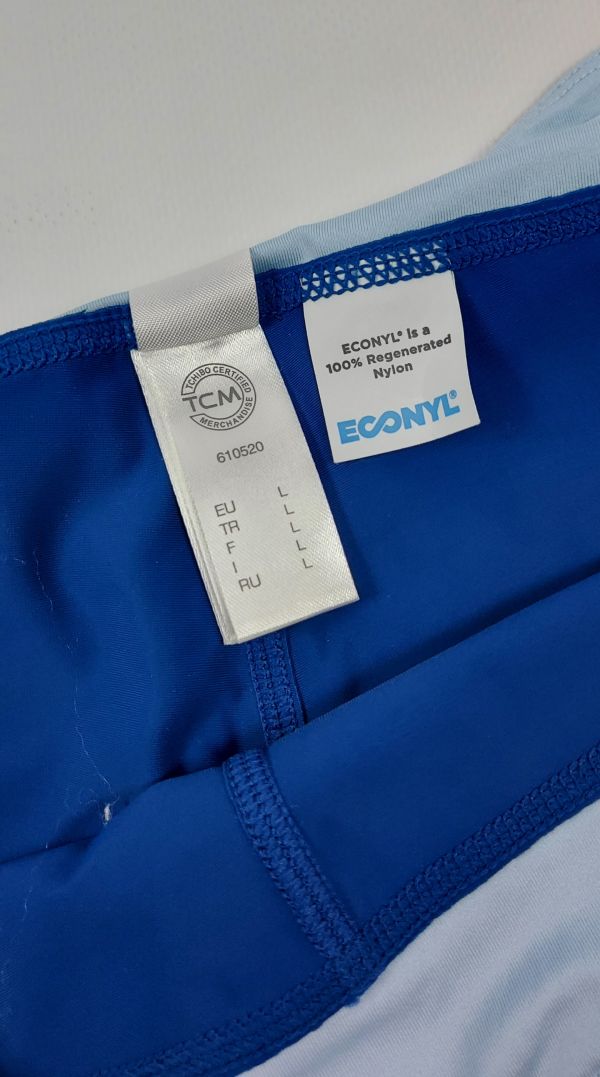 TCHIBO CERTIFIED
TCM
MERCHANDISE
610520
EU L
TR L
F L
I L
RU L
ECONYL® is a
100% Regenerated
Nylon
ECONYL®